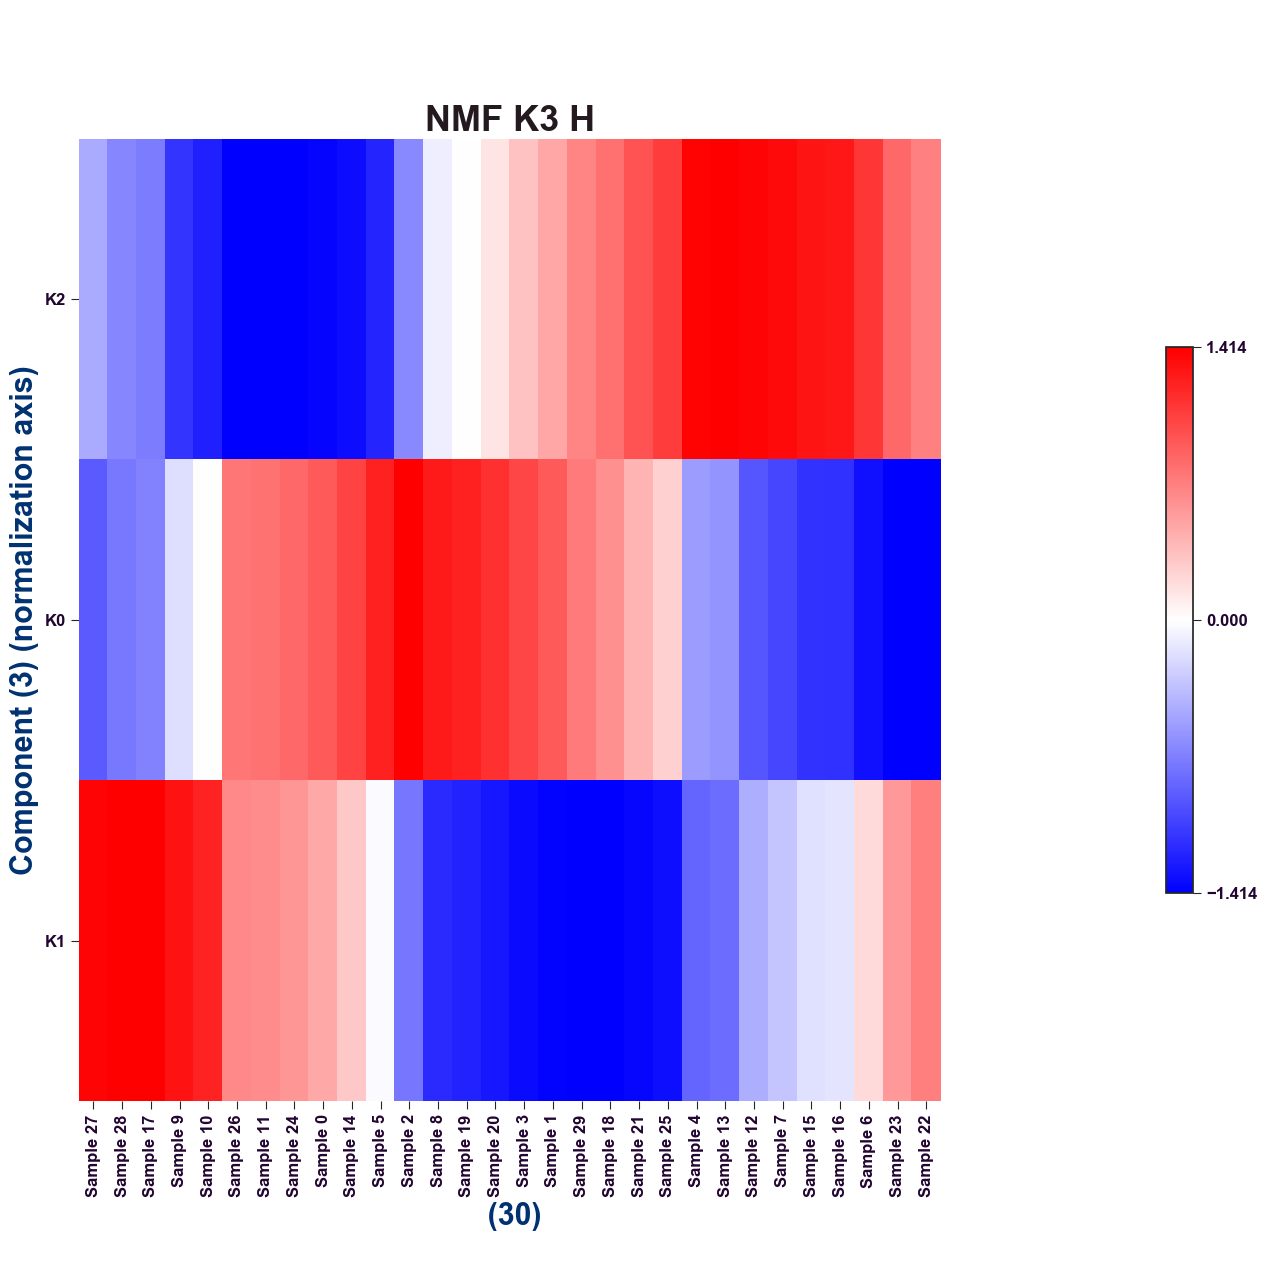 NMF K3 H
Component (3) (normalization axis)
K2
K0
K1
1.414
0.000
−1.414
Sample 27
Sample 28
Sample 17
Sample 9
Sample 10
Sample 26
Sample 11
Sample 24
Sample 0
Sample 14
Sample 5
Sample 2
Sample 8
Sample 19
Sample 20
Sample 3
Sample 1
Sample 29
Sample 18
Sample 21
Sample 25
Sample 4
Sample 13
Sample 12
Sample 7
Sample 15
Sample 16
Sample 6
Sample 23
Sample 22
(30)